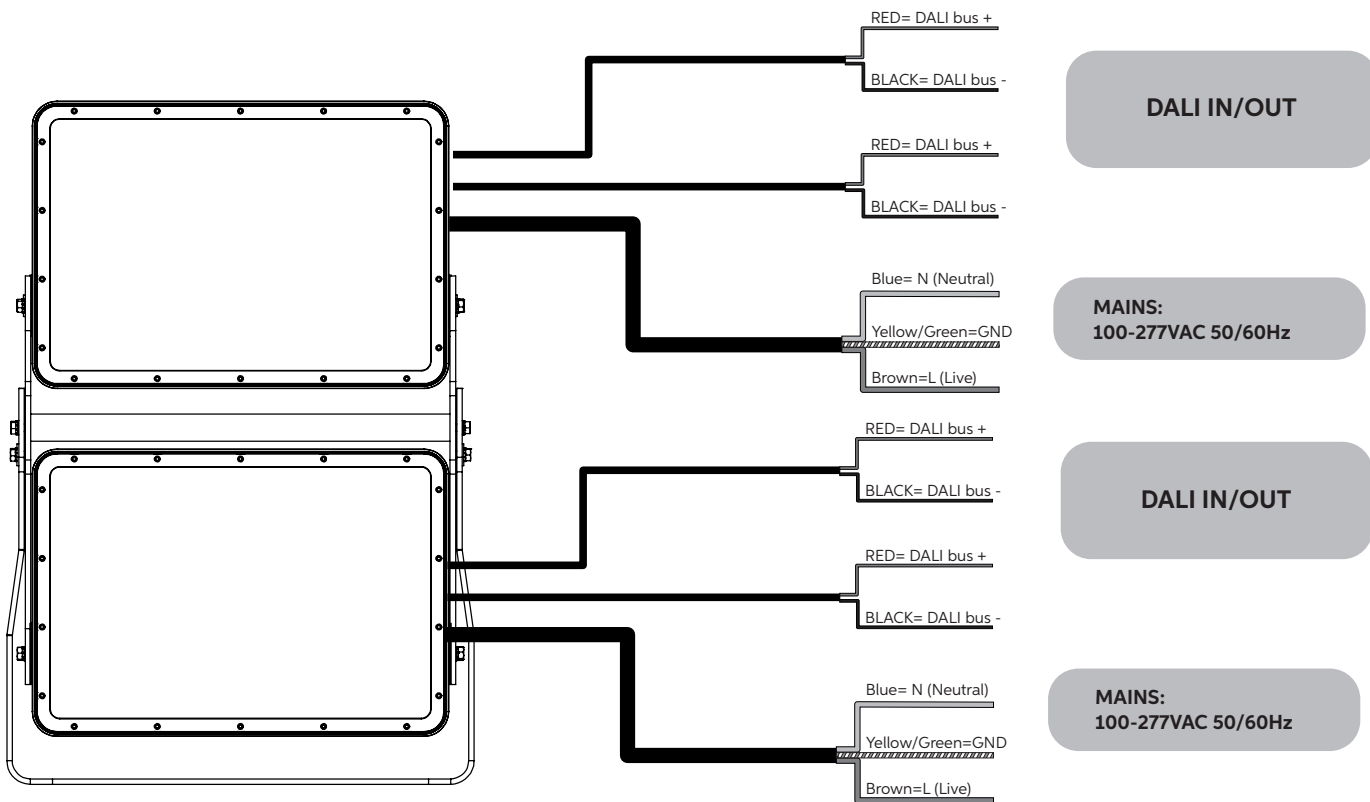 RED= DALI bus +
BLACK= DALI bus -
DALI IN/OUT
RED= DALI bus +
BLACK= DALI bus -
Blue= N (Neutral)
Yellow/Green=GND
Brown=L (Live)
MAINS:
100-277VAC 50/60Hz
RED= DALI bus +
BLACK= DALI bus -
DALI IN/OUT
RED= DALI bus +
BLACK= DALI bus -
Blue= N (Neutral)
Yellow/Green=GND
Brown=L (Live)
MAINS:
100-277VAC 50/60Hz